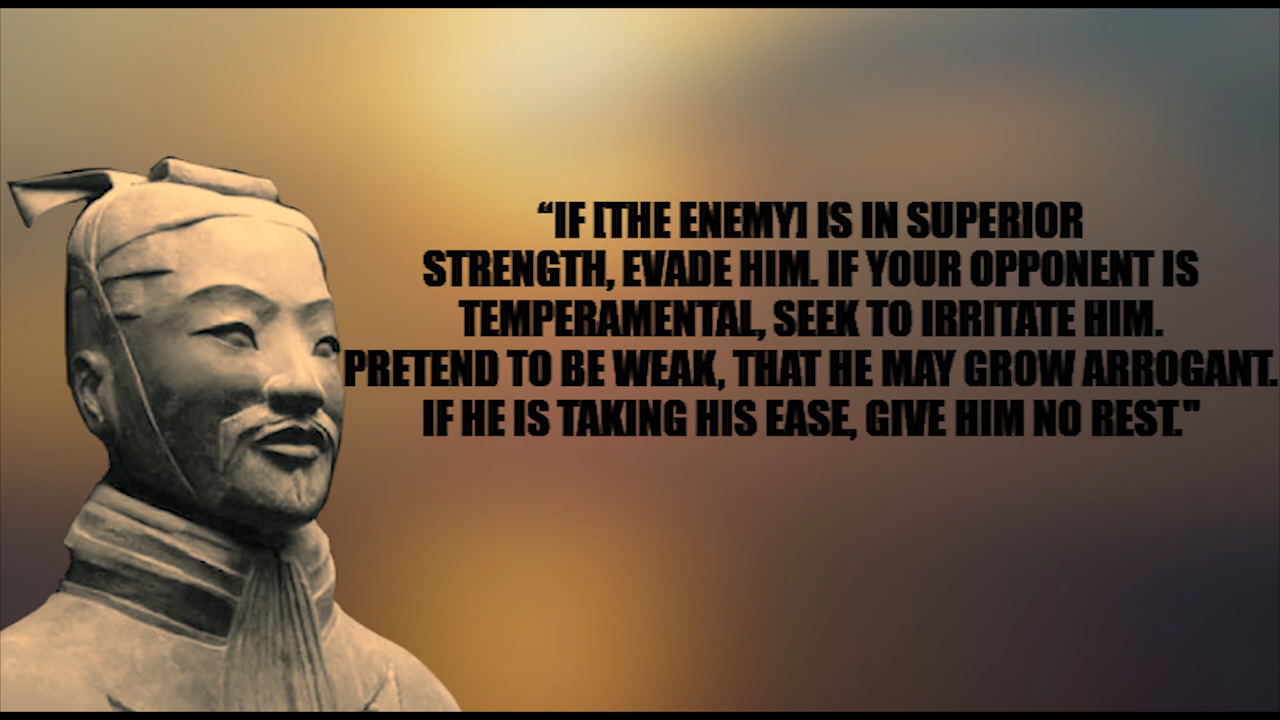 “IF [THE ENEMY] IS IN SUPERIOR
STRENGTH, EVADE HIM. IF YOUR OPPONENT IS
TEMPERAMENTAL, SEEK TO IRRITATE HIM.
PRETEND TO BE WEAK, THAT HE MAY GROW ARROGANT.
IF HE IS TAKING HIS EASE, GIVE HIM NO REST."